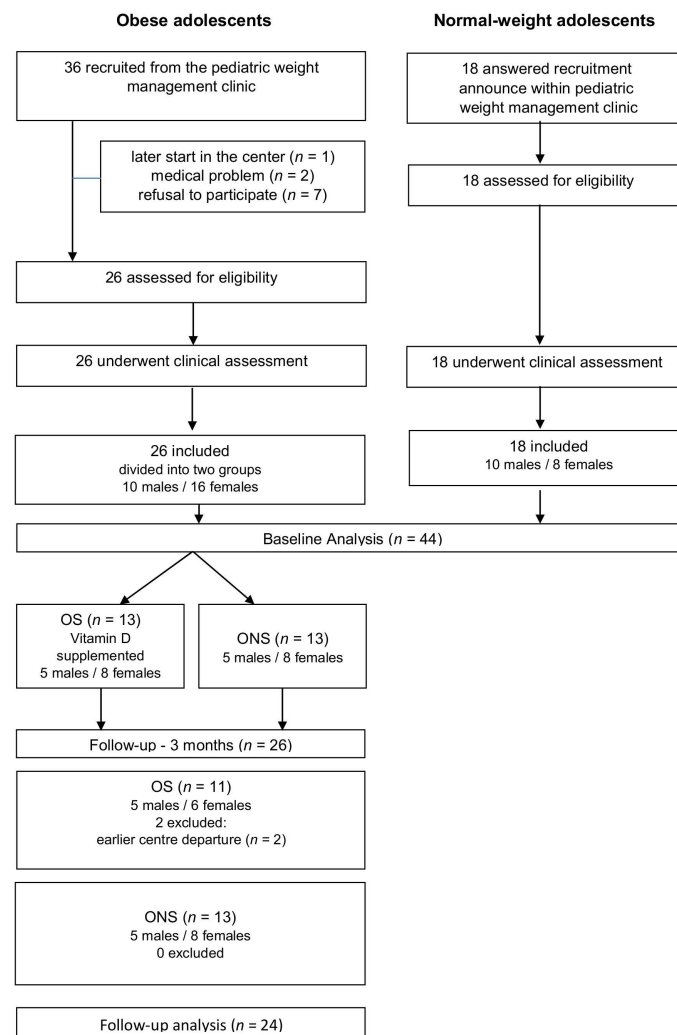 Obese adolescents
Normal-weight adolescents
36 recruited from the pediatric weight
management clinic
18 answered recruitment
announce within pediatric
weight management clinic
later start in the center (n = 1)
medical problem (n = 2)
refusal to participate (n = 7)
18 assessed for eligibility
26 assessed for eligibility
26 underwent clinical assessment
18 underwent clinical assessment
26 included
divided into two groups
10 males / 16 females
18 included
10 males / 8 females
Baseline Analysis (n = 44)
OS (n = 13)
Vitamin D
supplemented
5 males / 8 females
ONS (n = 13)
5 males / 8 females
Follow-up - 3 months (n = 26)
OS (n = 11)
5 males / 6 females
2 excluded:
earlier centre departure (n = 2)
ONS (n = 13)
5 males / 8 females
0 excluded
Follow-up analysis (n = 24)